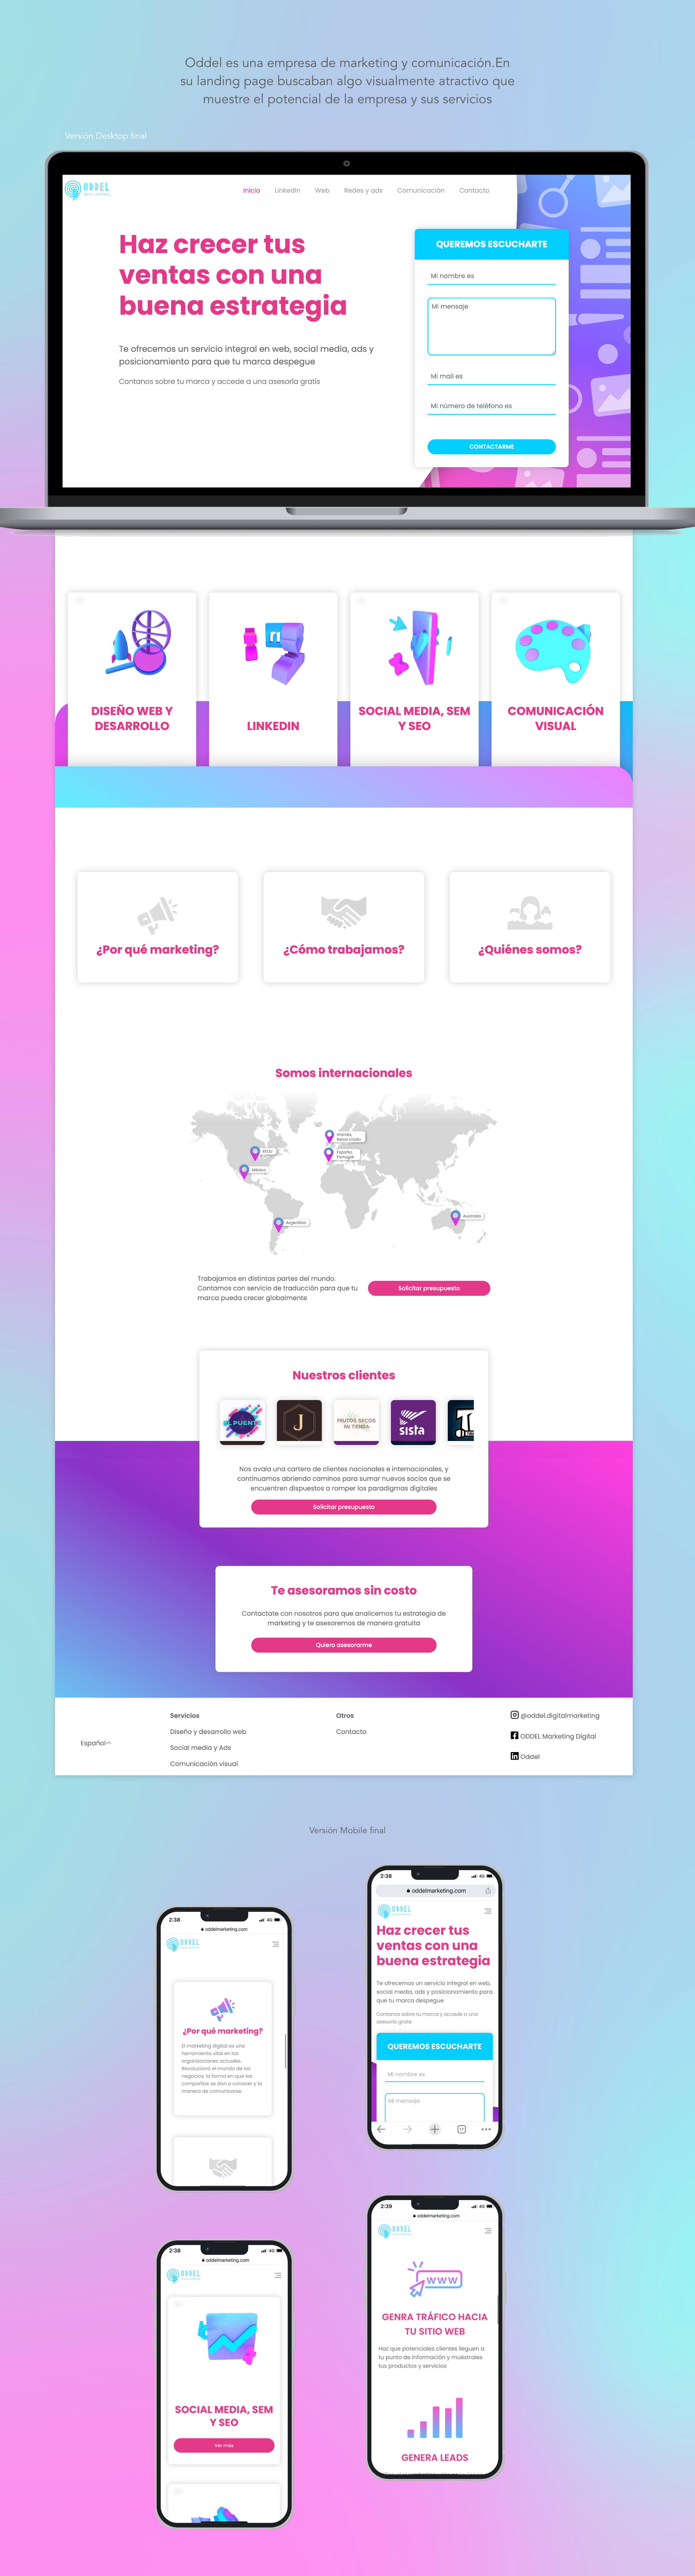 Oddel es una empresa de marketing y comunicación.En
su landing page buscaban algo visualmente atractivo que
muestre el potencial de la empresa y sus servicios
Versión Desktop final
ODDEL
Inicio LinkedIn Web Redes y ads Comunicación Contacto
Haz crecer tus
ventas con una
buena estrategia
Te ofrecemos un servicio integral en web, social media, ads y
posicionamiento para que tu marca despegue
Contanos sobre tu marca y accede a una asesoría gratis
QUEREMOS ESCUCHARTE
Mi nombre es
Mi mensaje
Mi mail es
Mi número de teléfono es
CONTACTARME
DISEÑO WEB Y
DESARROLLO
LINKEDIN
SOCIAL MEDIA, SEM
Y SEO
COMUNICACIÓN
VISUAL
¿Por qué marketing?
¿Cómo trabajamos?
¿Quiénes somos?
Somos internacionales
Irlanda,
Reino Unido
EEUU
España,
Portugal
México
Argentina
Australia
Trabajamos en distintas partes del mundo.
Contamos con servicio de traducción para que tu
marca pueda crecer globalmente
Solicitar presupuesto
Nuestros clientes
EL PUENTE
J
FRUTOS SECOS
MI TIENDA
sista
Nos avala una cartera de clientes nacionales e internacionales, y
continuamos abriendo caminos para sumar nuevos socios que se
encuentren dispuestos a romper los paradigmas digitales
Solicitar presupuesto
Te asesoramos sin costo
Contactate con nosotros para que analicemos tu estrategia de
marketing y te asesoremos de manera gratuita
Quiero asesorarme
Español
Servicios
Diseño y desarrollo web
Social media y Ads
Comunicación visual
Otros
Contacto
@oddel.digitalmarketing
ODDEL Marketing Digital
Oddel
Versión Mobile final
2:38 4G
oddelmarketing.com
ODDEL
¿Por qué marketing?
El marketing digital es una
herramienta vital en las
organizaciones actuales.
Revolucionó el mundo de los
negocios, la forma en que las
compañías se dan a conocer y la
manera de comunicarse
2:38 4G
oddelmarketing.com
ODDEL
Haz crecer tus
ventas con una
buena estrategia
Te ofrecemos un servicio integral en web,
social media, ads y posicionamiento para
que tu marca despegue
Contanos sobre tu marca y accede a una
asesoría gratis
QUEREMOS ESCUCHARTE
Mi nombre es
Mi mensaje
2:38 4G
oddelmarketing.com
ODDEL
SOCIAL MEDIA, SEM
Y SEO
Ver más
2:39 4G
oddelmarketing.com
ODDEL
www
GENRA TRÁFICO HACIA
TU SITIO WEB
Haz que potenciales clientes lleguen a
tu punto de información y muéstrales
tus productos y servicios
GENERA LEADS